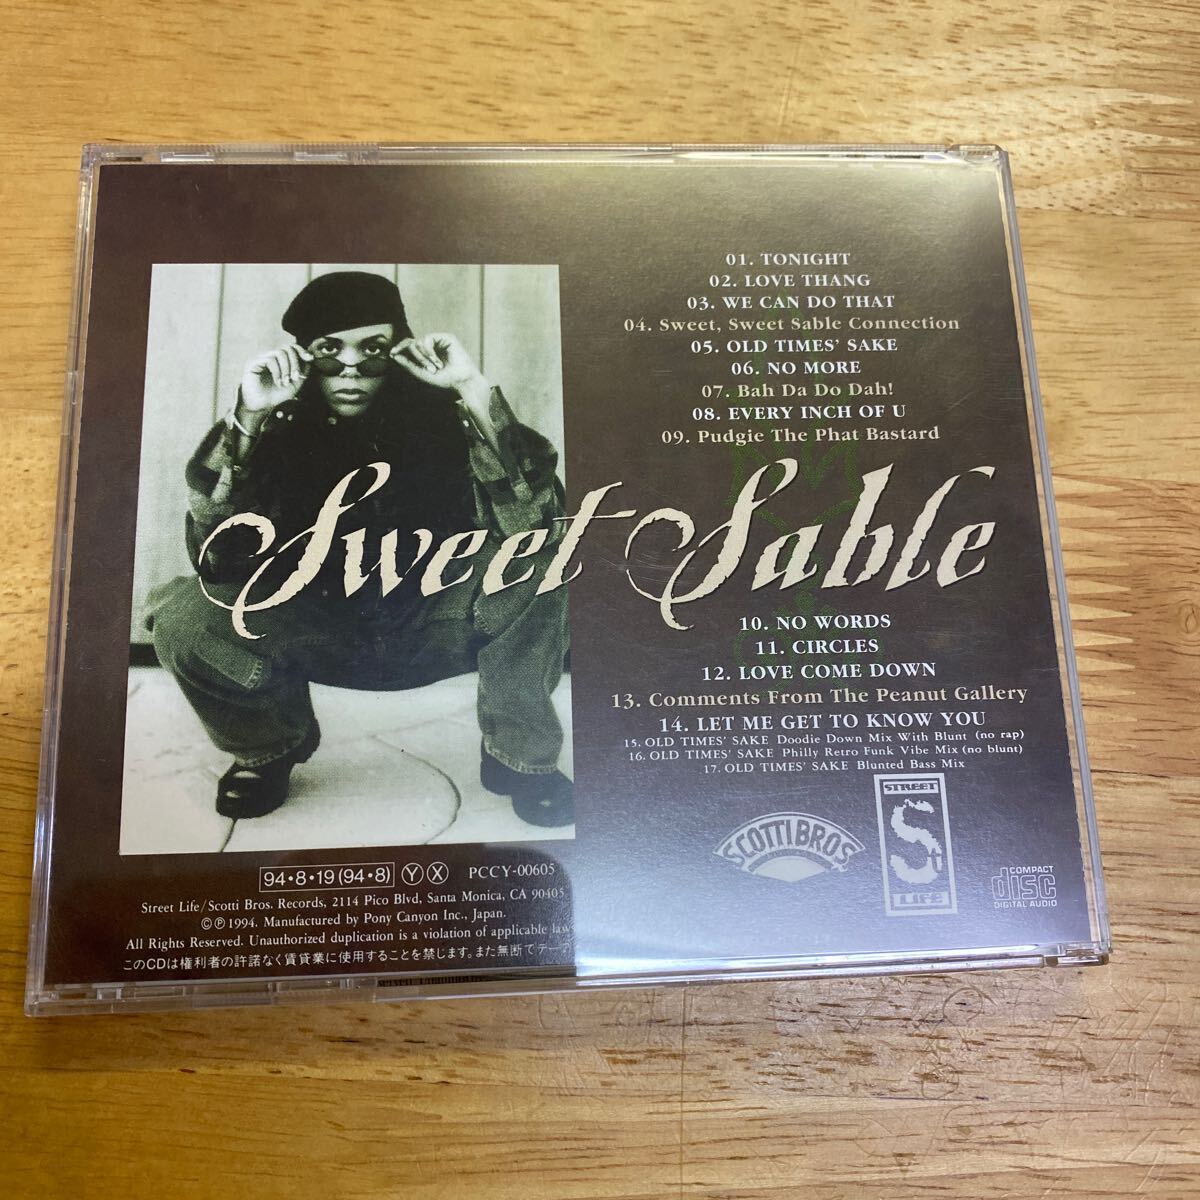 01. TONIGHT
02. LOVE THANG
03. WE CAN DO THAT
04. Sweet, Sweet Sable Connection
05. OLD TIMES' SAKE
06. NO MORE
07. Bah Da Do Dah!
08. EVERY INCH OF U
09. Pudgie The Phat Bastard
Sweet Sable
10. NO WORDS
11. CIRCLES
12. LOVE COME DOWN
13. Comments From The Peanut Gallery
14. LET ME GET TO KNOW YOU
15. OLD TIMES' SAKE Doodie Down Mix With Blunt (no rap)
16. OLD TIMES' SAKE Philly Retro Funk Vibe Mix (no blunt)
17. OLD TIMES' SAKE Blunted Bass Mix
SCOTTI BROS
STREET
St
LIFE
COMPACT
disc
DIGITAL AUDIO
94・8・19 (94・8) Ⓨ Ⓧ PCCY-00605
Street Life/Scotti Bros. Records, 2114 Pico Blvd, Santa Monica, CA 90405
©℗1994. Manufactured by Pony Canyon Inc., Japan.
All Rights Reserved. Unauthorized duplication is a violation of applicable law
このCDは権利者の許諾なく賃貸業に使用することを禁じます。また無断でテープ